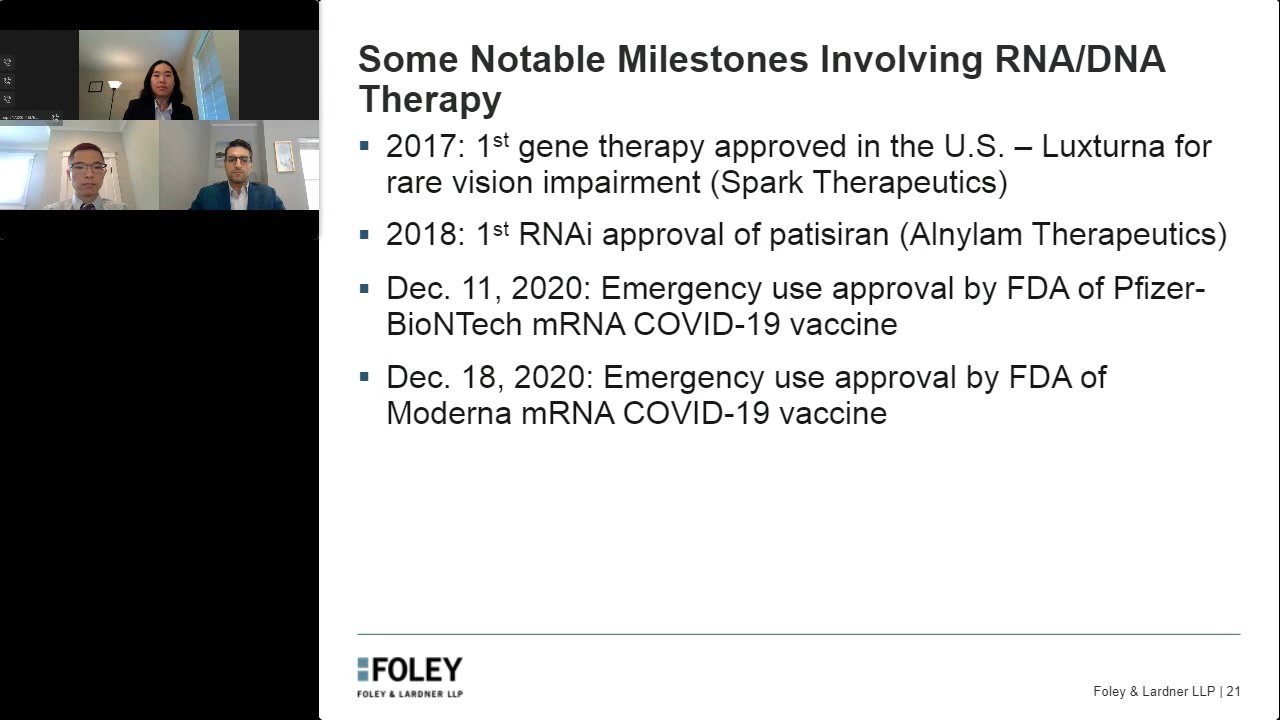 Some Notable Milestones Involving RNA/DNA
Therapy
▪ 2017: 1st gene therapy approved in the U.S. – Luxturna for
rare vision impairment (Spark Therapeutics)
▪ 2018: 1st RNAi approval of patisiran (Alnylam Therapeutics)
▪ Dec. 11, 2020: Emergency use approval by FDA of Pfizer-
BioNTech mRNA COVID-19 vaccine
▪ Dec. 18, 2020: Emergency use approval by FDA of
Moderna mRNA COVID-19 vaccine
FOLEY
FOLEY & LARDNER LLP
Foley & Lardner LLP | 21